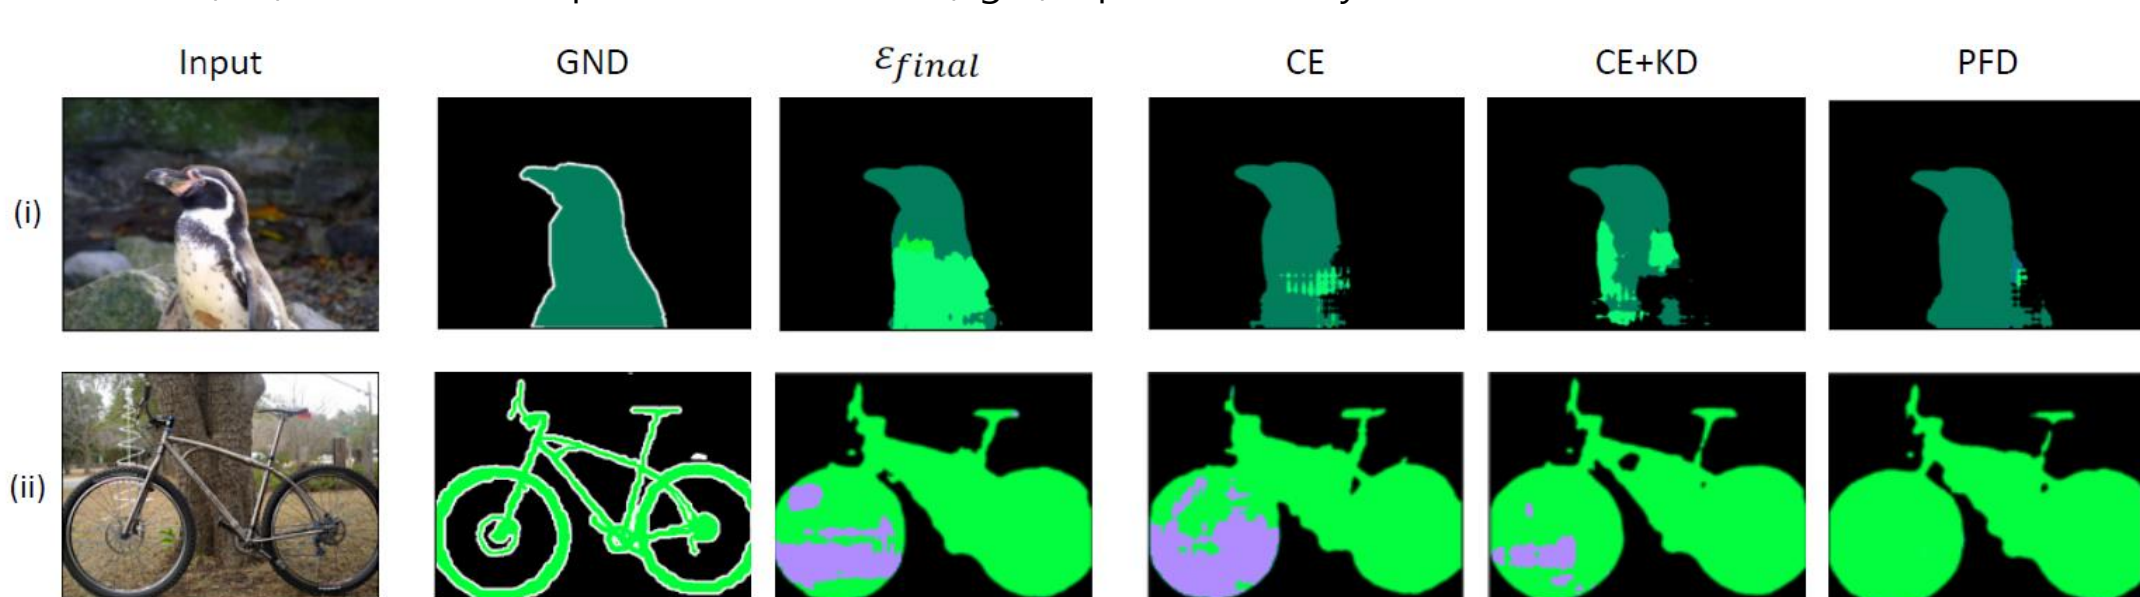 Input GND εfinal CE CE+KD PFD
(i)
(ii)